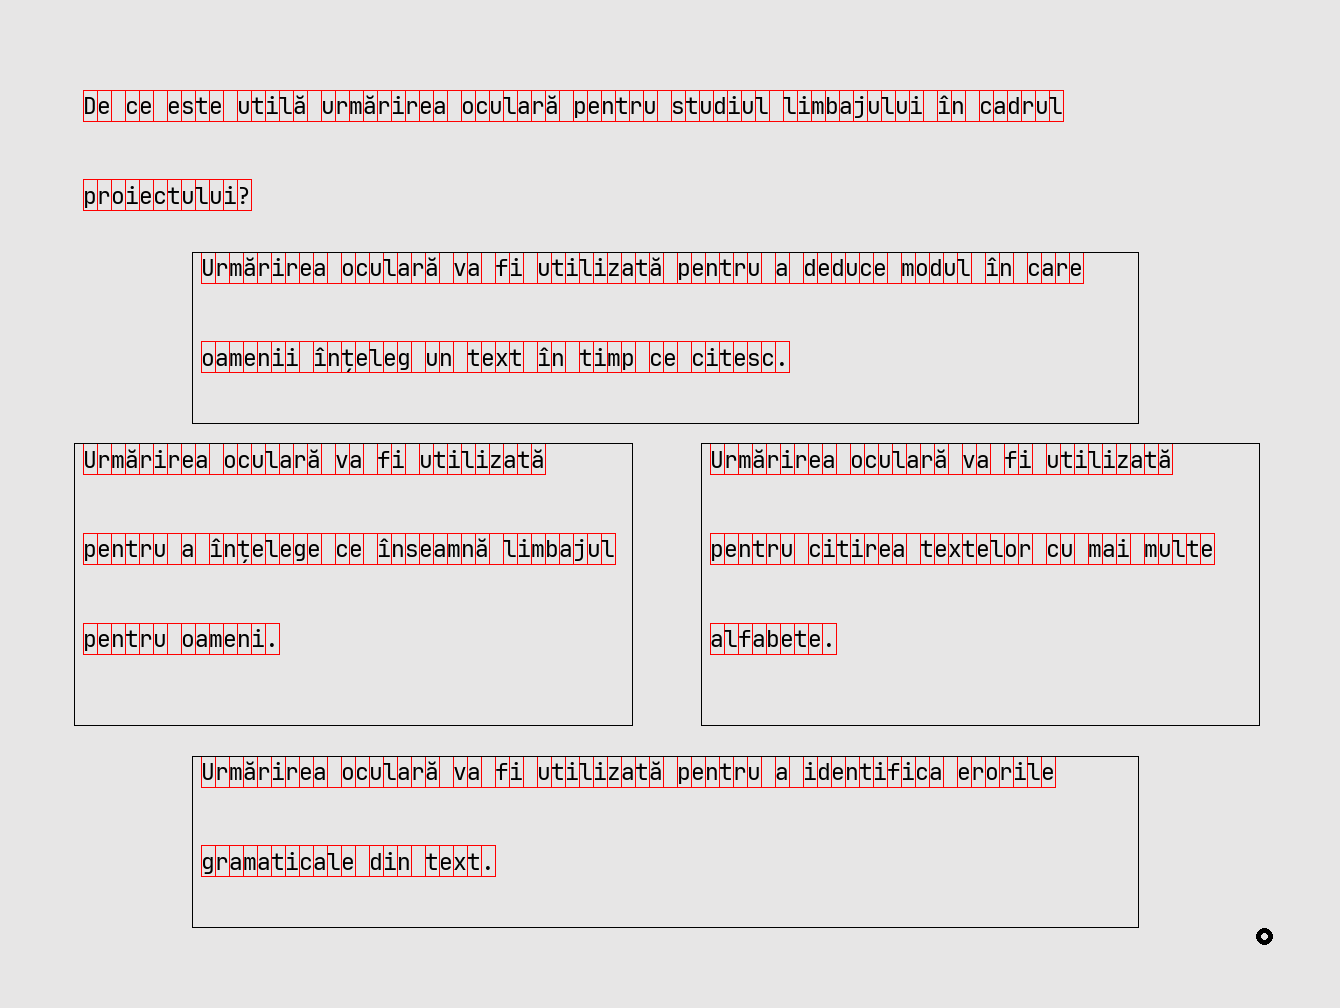 De ce este utilă urmărirea oculară pentru studiul limbajului în cadrul
proiectului?
Urmărirea oculară va fi utilizată pentru a deduce modul în care
oamenii înțeleg un text în timp ce citesc.
Urmărirea oculară va fi utilizată
pentru a înțelege ce înseamnă limbajul
pentru oameni.
Urmărirea oculară va fi utilizată
pentru citirea textelor cu mai multe
alfabete.
Urmărirea oculară va fi utilizată pentru a identifica erorile
gramaticale din text.